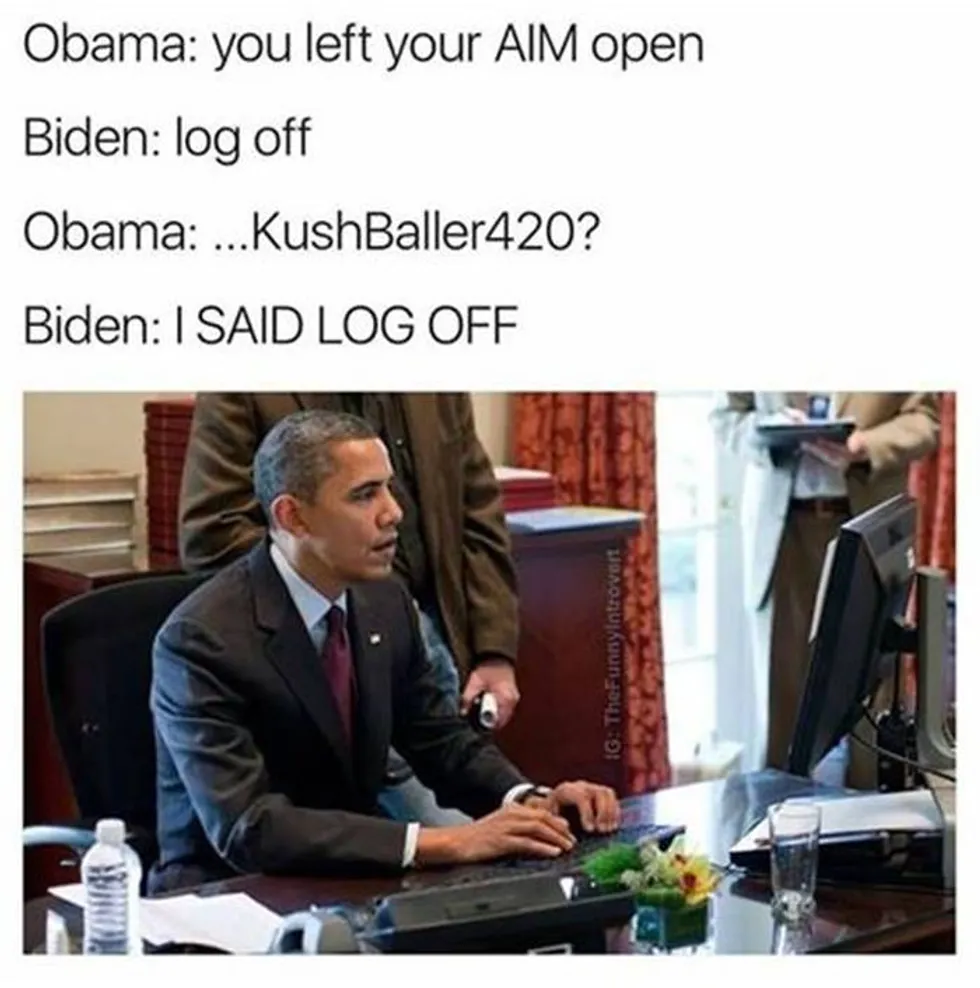 Obama: you left your AIM open
Biden: log off
Obama: ...KushBaller420?
Biden: I SAID LOG OFF
IG: TheFunnyIntrovert